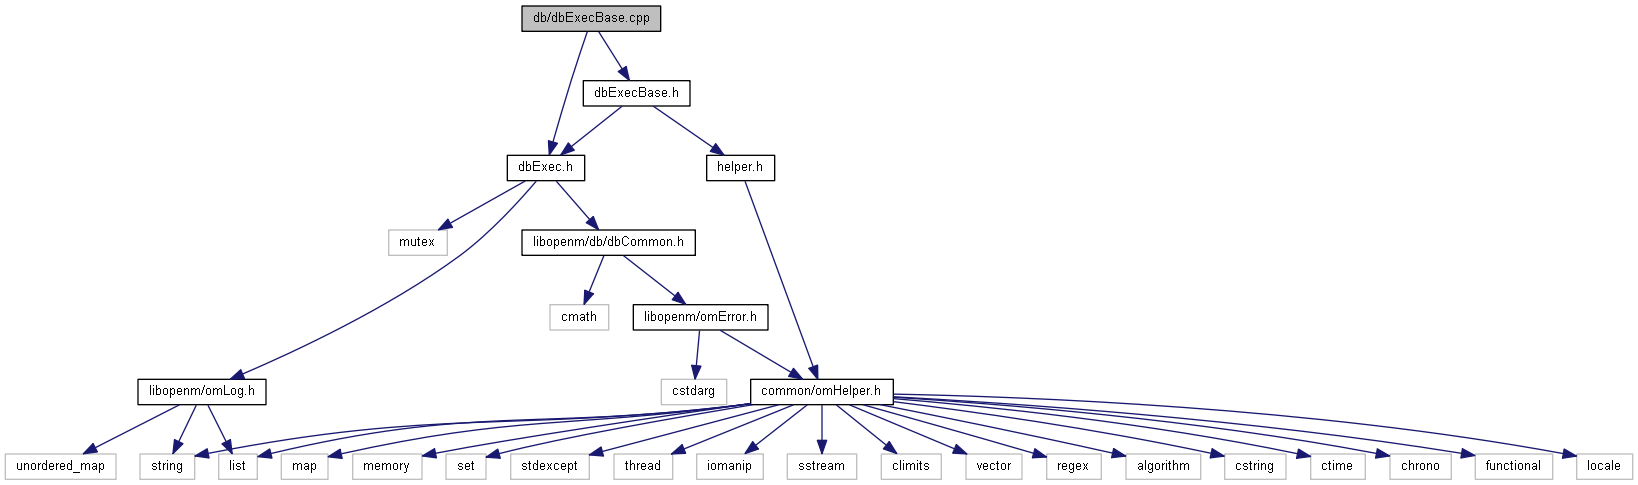 db/dbExecBase.cpp
dbExecBase.h
dbExec.h
helper.h
mutex
libopenm/db/dbCommon.h
cmath
libopenm/omError.h
libopenm/omLog.h
cstdarg
common/omHelper.h
unordered_map
string
list
map
memory
set
stdexcept
thread
iomanip
sstream
climits
vector
regex
algorithm
cstring
ctime
chrono
functional
locale